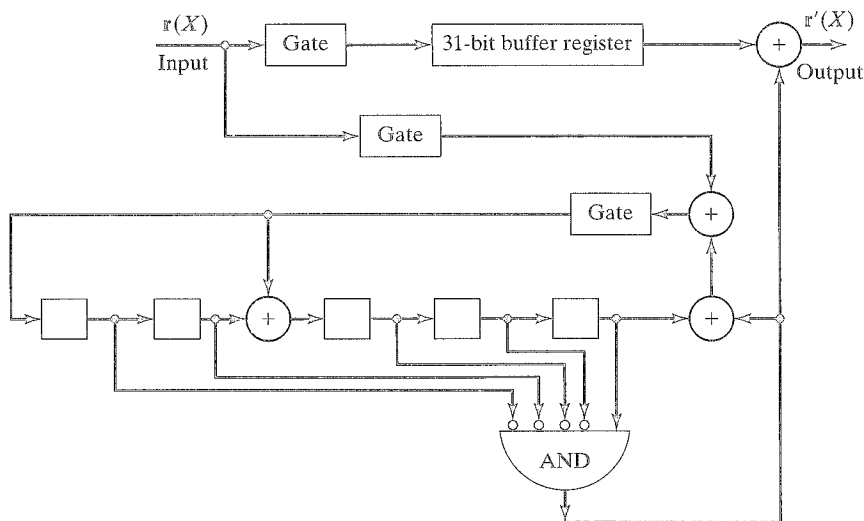 𝕣(X)
Input
Gate
31-bit buffer register
+
𝕣′(X)
Output
Gate
Gate
+
+
+
AND